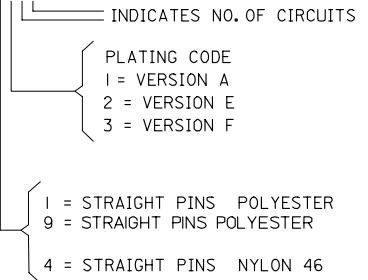 INDICATES NO. OF CIRCUITS
PLATING CODE
1 = VERSION A
2 = VERSION E
3 = VERSION F
1 = STRAIGHT PINS POLYESTER
9 = STRAIGHT PINS POLYESTER
4 = STRAIGHT PINS NYLON 46